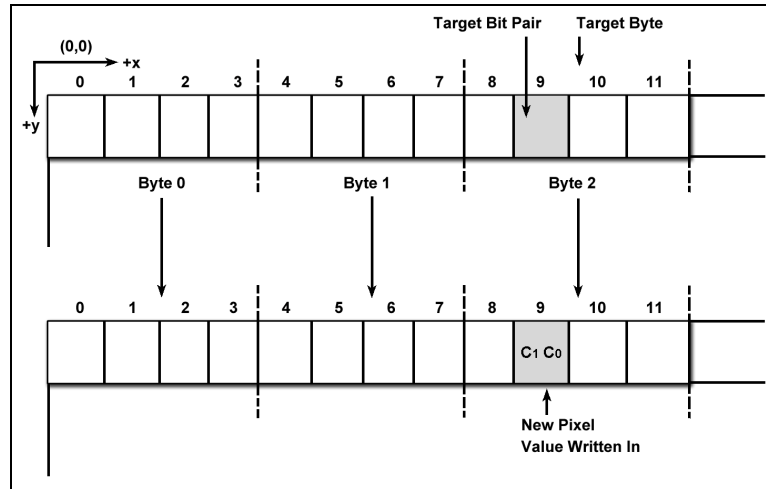 Target Bit Pair Target Byte
(0,0)
+x
0 1 2 3 4 5 6 7 8 9 10 11
+y
Byte 0 Byte 1 Byte 2
0 1 2 3 4 5 6 7 8 9 10 11
C1 C0
New Pixel
Value Written In